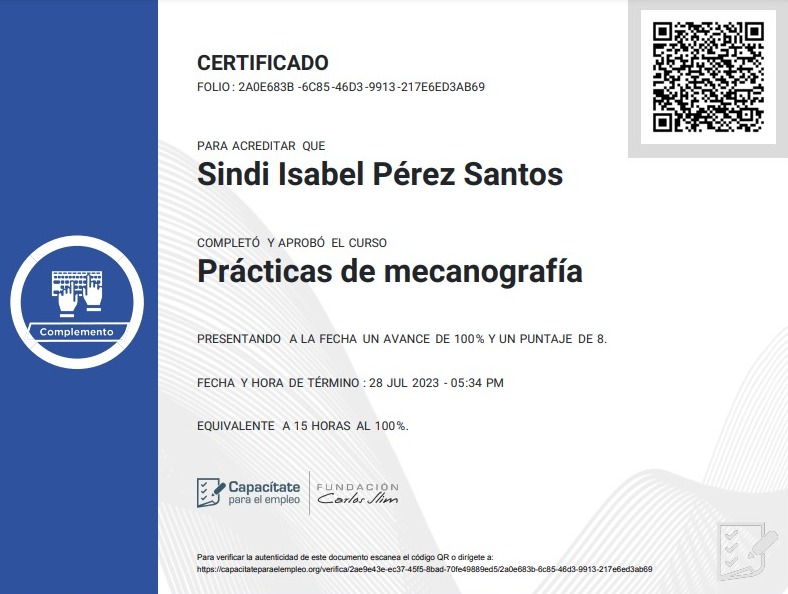 CERTIFICADO
FOLIO: 2A0E683B-6C85-46D3-9913-217E6ED3AB69
PARA ACREDITAR QUE
Sindi Isabel Pérez Santos
COMPLETÓ Y APROBÓ EL CURSO
Prácticas de mecanografía
Complemento
PRESENTANDO A LA FECHA UN AVANCE DE 100% Y UN PUNTAJE DE 8.
FECHA Y HORA DE TÉRMINO : 28 JUL 2023 - 05:34 PM
EQUIVALENTE A 15 HORAS AL 100%.
Capacítate
para el empleo
FUNDACIÓN
Carlos Slim
Para verificar la autenticidad de este documento escanea el código QR o dirígete a:
https://capacitateparaelempleo.org/verifica/2ae9e43e-ec37-45f5-8bad-70fe49889ed5/2a0e683b-6c85-46d3-9913-217e6ed3ab69